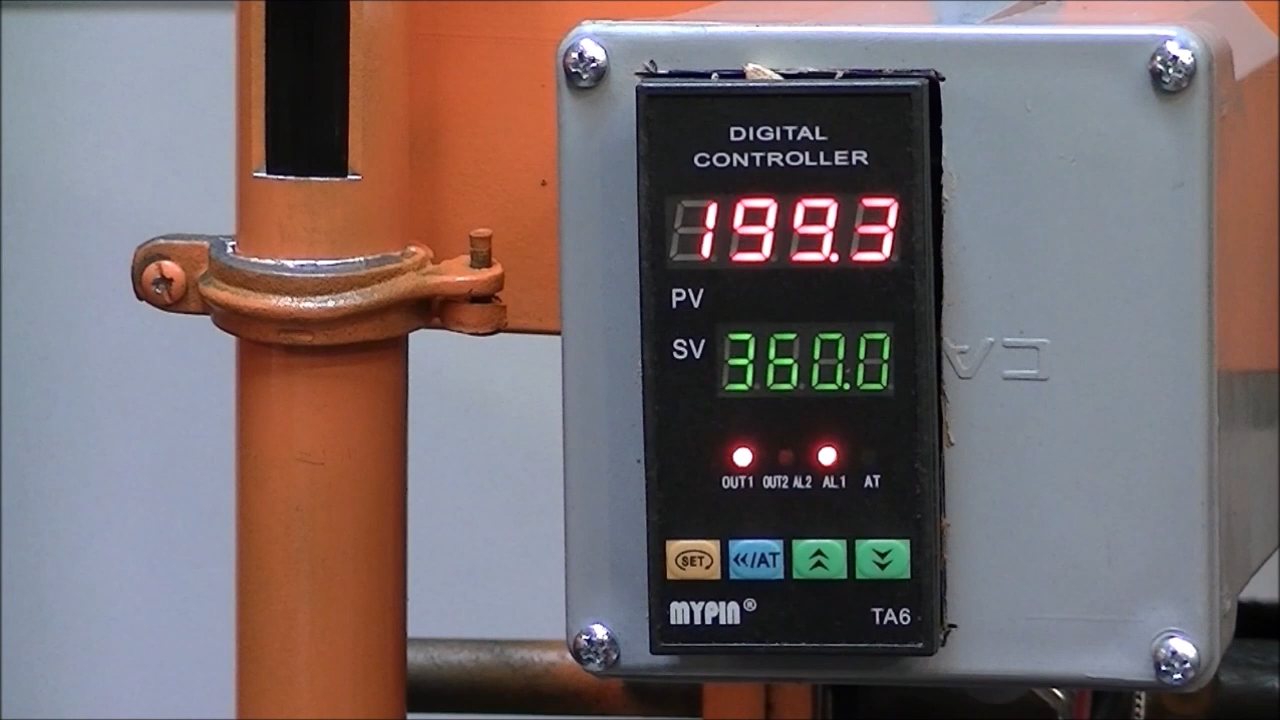 DIGITAL
CONTROLLER
199.3
PV
SV 360.0
OUT1 OUT2 AL2 AL1 AT
SET «/AT
MYPIN®
TA6